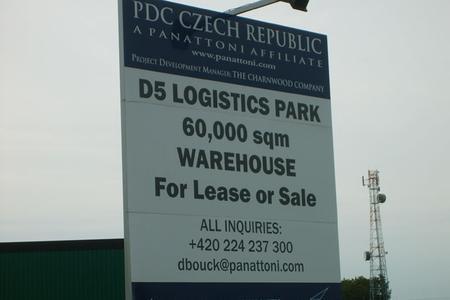 PDC CZECH REPUBLIC
A PANATTONI AFFILIATE
www.panattoni.com
PROJECT DEVELOPMENT MANAGER: THE CHARNWOOD COMPANY
D5 LOGISTICS PARK
60,000 sqm
WAREHOUSE
For Lease or Sale
ALL INQUIRIES:
+420 224 237 300
dbouck@panattoni.com